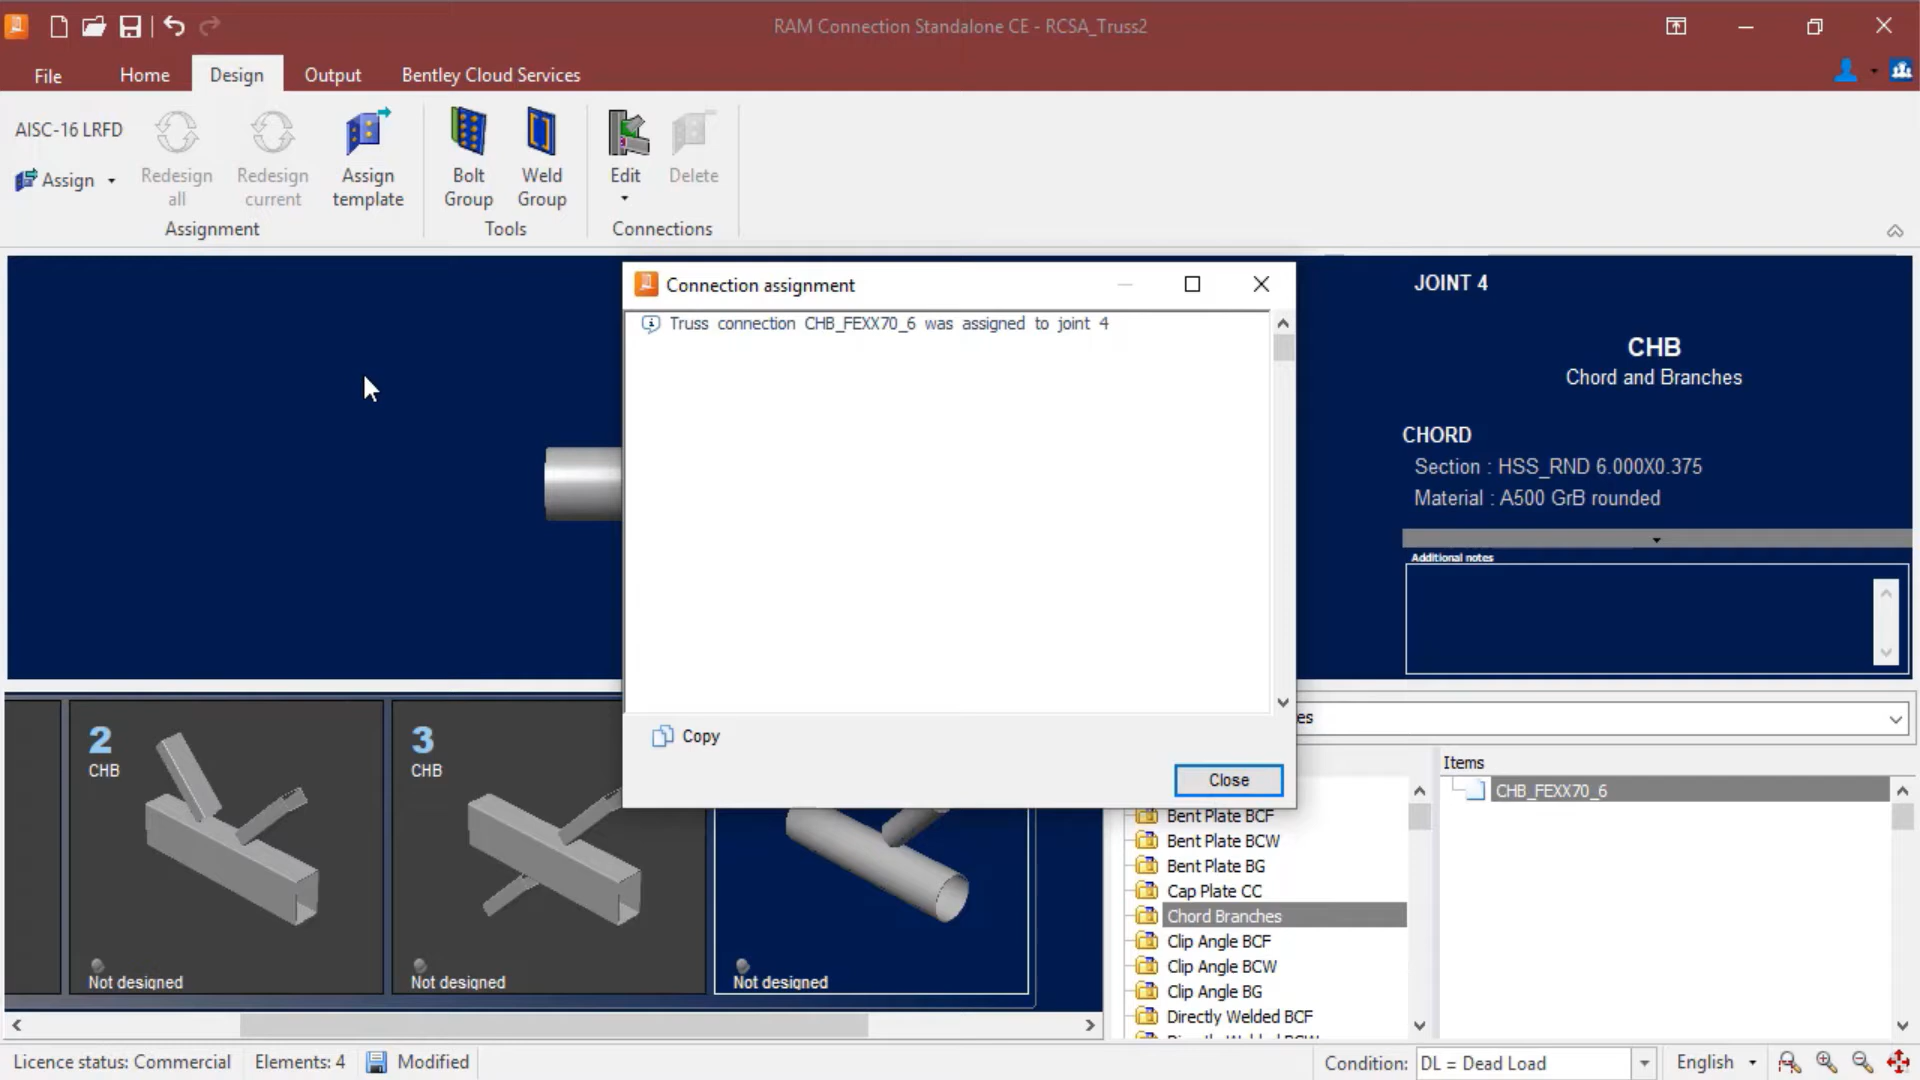 RAM Connection Standalone CE - RCSA_Truss2
File Home Design Output Bentley Cloud Services
AISC-16 LRFD
Assign
Redesign all
Redesign current
Assign template
Bolt Group
Weld Group
Edit
Delete
Assignment
Tools
Connections
Connection assignment
Truss connection CHB_FEXX70_6 was assigned to joint 4
Copy
Close
JOINT 4
CHB
Chord and Branches
CHORD
Section : HSS_RND 6.000X0.375
Material : A500 GrB rounded
Additional notes
2
CHB
Not designed
3
CHB
Not designed
Not designed
es
Bent Plate BCF
Bent Plate BCW
Bent Plate BG
Cap Plate CC
Chord Branches
Clip Angle BCF
Clip Angle BCW
Clip Angle BG
Directly Welded BCF
Items
CHB_FEXX70_6
Licence status: Commercial
Elements: 4
Modified
Condition: DL = Dead Load
English